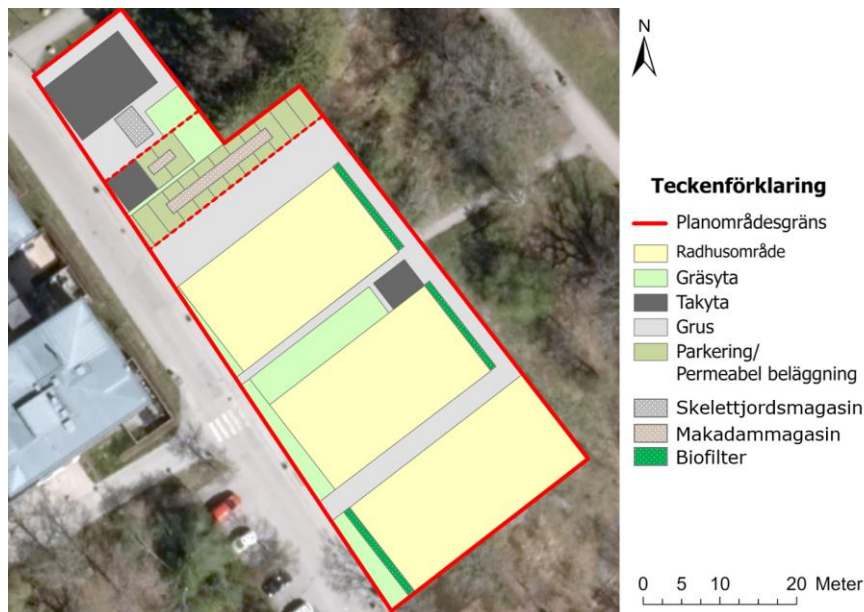 N
Teckenförklaring
Planområdesgräns
Radhusområde
Gräsyta
Takyta
Grus
Parkering/
Permeabel beläggning
Skelettjordsmagasin
Makadammagasin
Biofilter
0 5 10 20 Meter